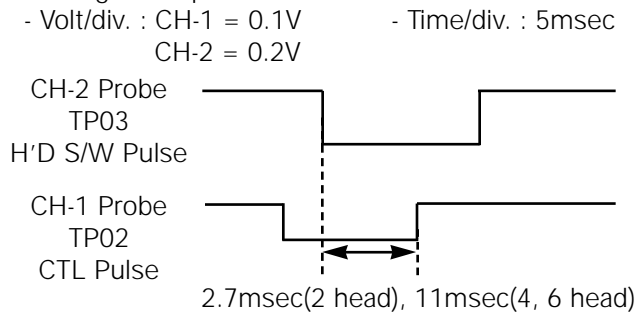 - Volt/div. : CH-1 = 0.1V - Time/div. : 5msec
CH-2 = 0.2V
CH-2 Probe
TP03
H'D S/W Pulse
CH-1 Probe
TP02
CTL Pulse
2.7msec(2 head), 11msec(4, 6 head)